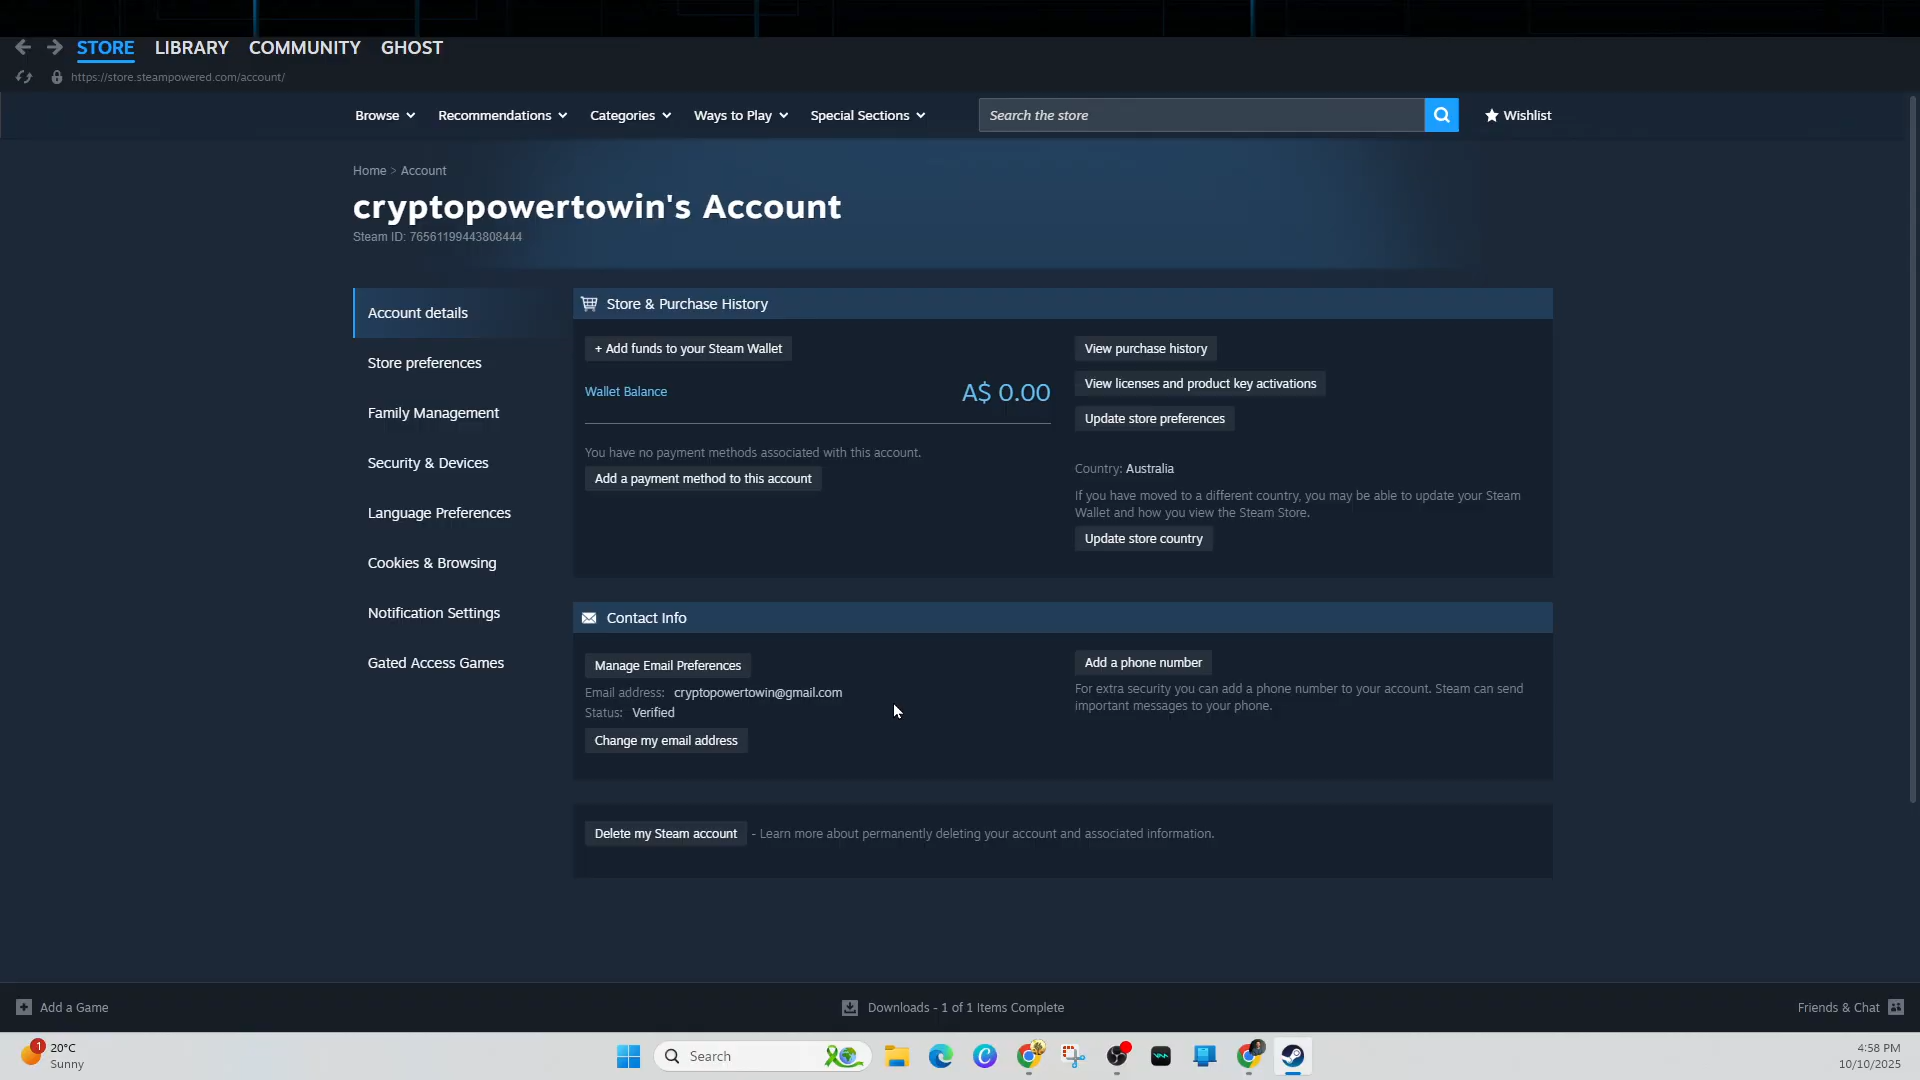 STORE LIBRARY COMMUNITY GHOST
https://store.steampowered.com/account/
Browse Recommendations Categories Ways to Play Special Sections Search the store Wishlist
Home > Account
cryptopowertowin's Account
Steam ID: 76561199443808444
Account details
Store preferences
Family Management
Security & Devices
Language Preferences
Cookies & Browsing
Notification Settings
Gated Access Games
Store & Purchase History
+ Add funds to your Steam Wallet
Wallet Balance A$ 0.00
You have no payment methods associated with this account.
Add a payment method to this account
View purchase history
View licenses and product key activations
Update store preferences
Country: Australia
If you have moved to a different country, you may be able to update your Steam
Wallet and how you view the Steam Store.
Update store country
Contact Info
Manage Email Preferences
Email address: cryptopowertowin@gmail.com
Status: Verified
Change my email address
Add a phone number
For extra security you can add a phone number to your account. Steam can send
important messages to your phone.
Delete my Steam account - Learn more about permanently deleting your account and associated information.
Add a Game
Downloads - 1 of 1 Items Complete
Friends & Chat
1
20°C
Sunny
Search
4:58 PM
10/10/2025